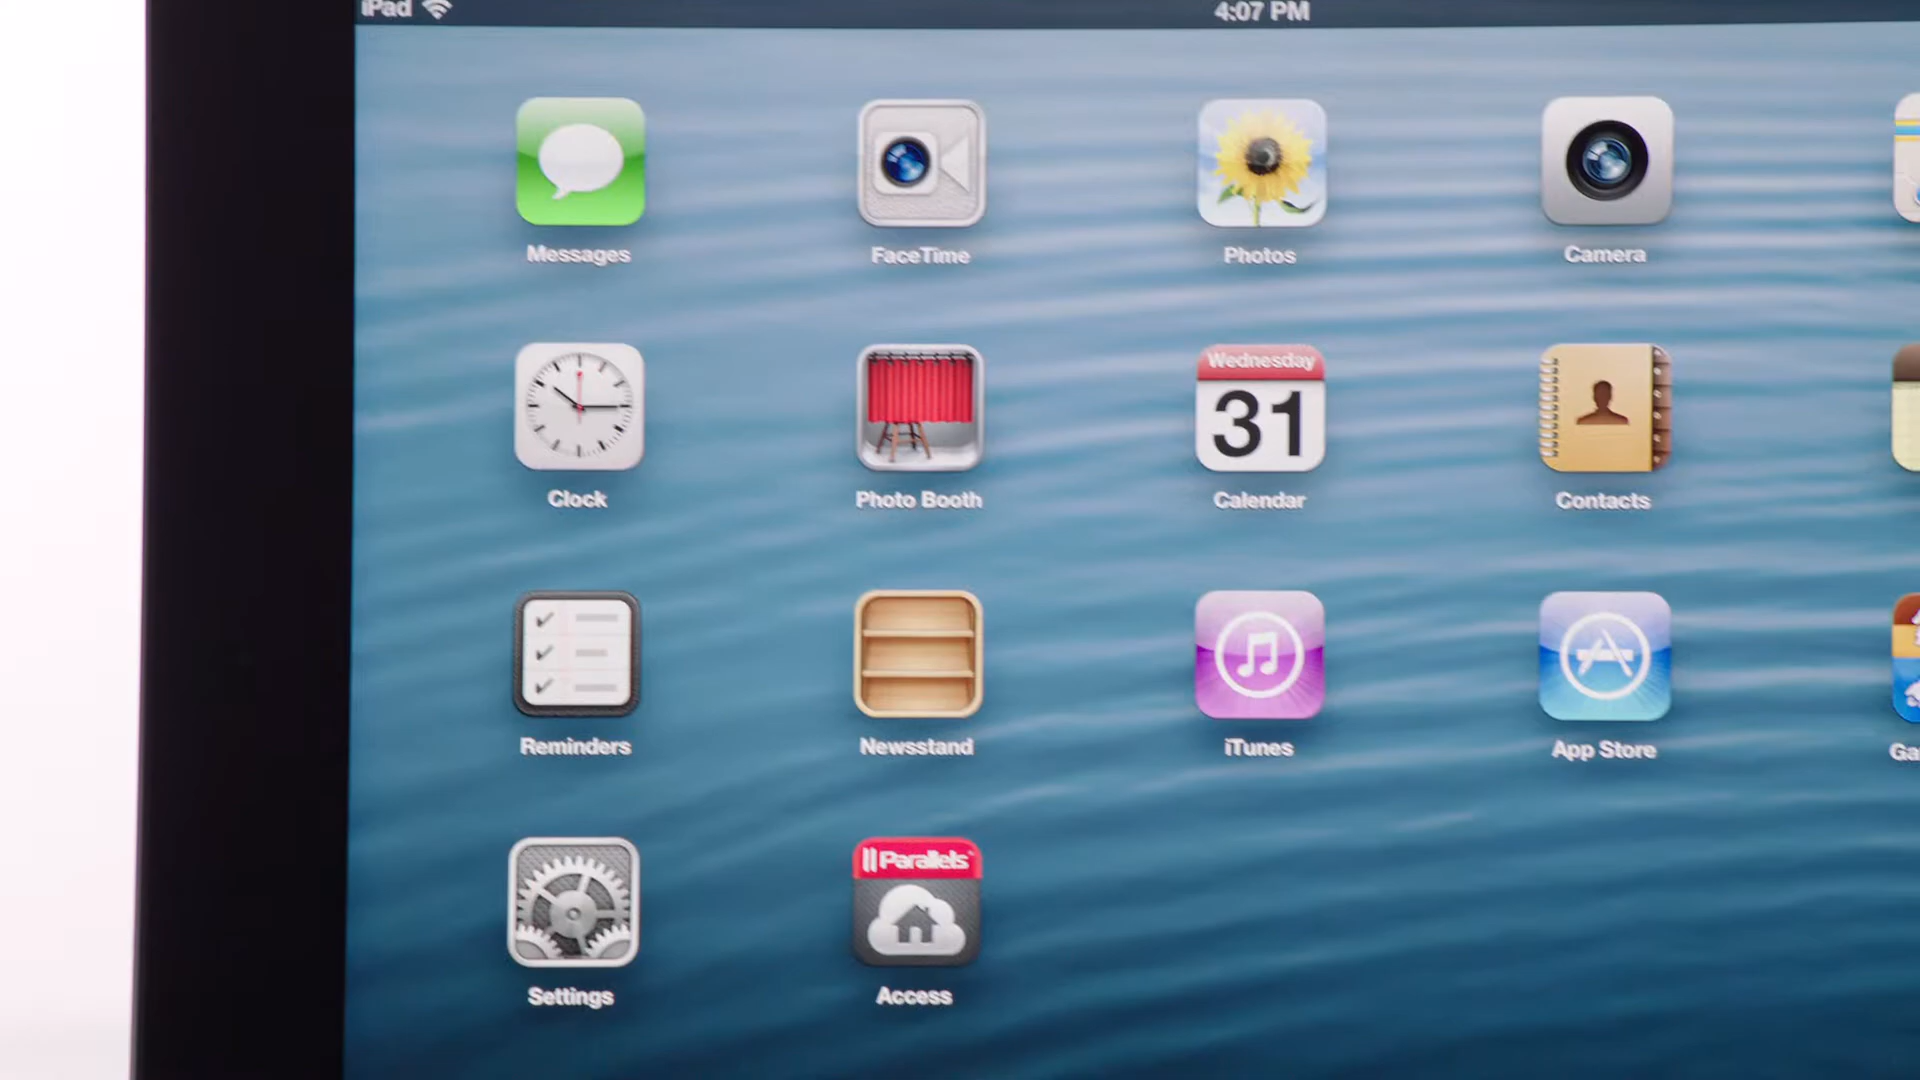 iPad
4:07 PM
Messages
FaceTime
Photos
Camera
Wednesday
31
Clock
Photo Booth
Calendar
Contacts
Reminders
Newsstand
iTunes
App Store
Ga
Parallels
Settings
Access